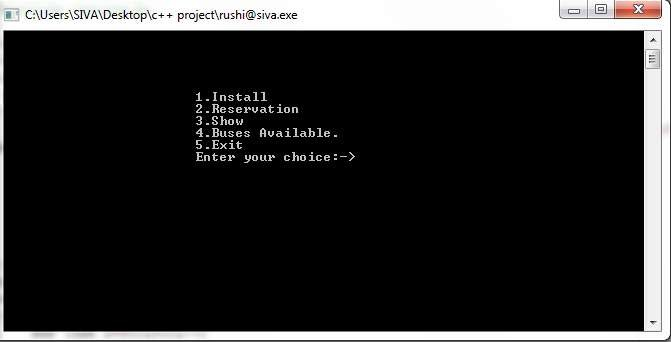 C:\Users\SIVA\Desktop\c++ project\rushi@siva.exe
1.Install
2.Reservation
3.Show
4.Buses Available.
5.Exit
Enter your choice:->